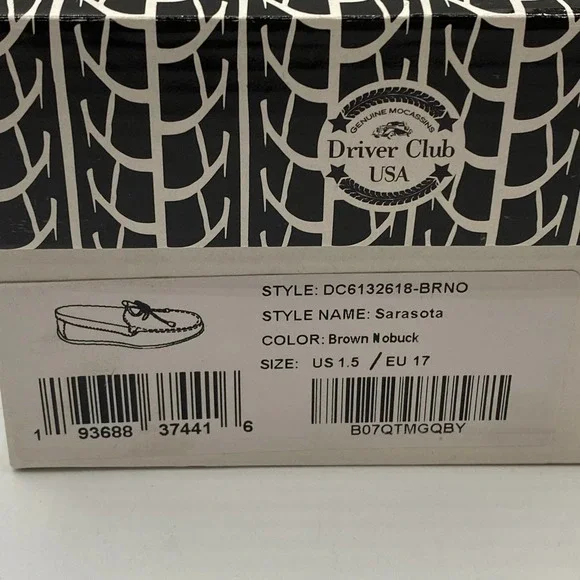 GENUINE MOCASSINS
Driver Club
USA
STYLE: DC6132618-BRNO
STYLE NAME: Sarasota
COLOR: Brown Nobuck
SIZE: US 1.5 / EU 17
1 93688 37441 6
B07QTMGQBY